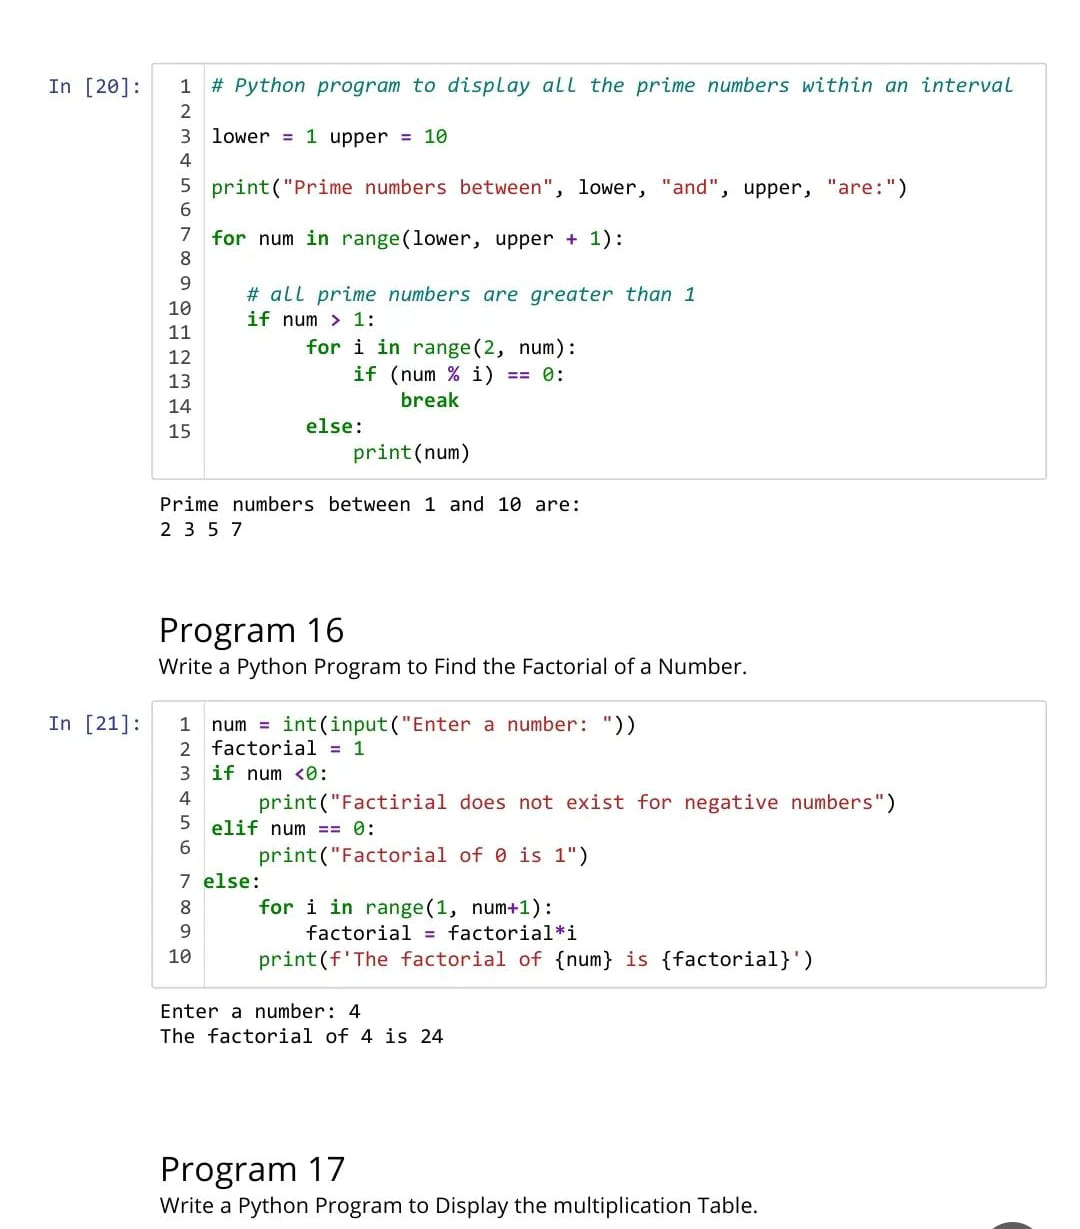 In [20]:
1 # Python program to display all the prime numbers within an interval
2
3 lower = 1 upper = 10
4
5 print("Prime numbers between", lower, "and", upper, "are:")
6
7 for num in range(lower, upper + 1):
8
9 # all prime numbers are greater than 1
10 if num > 1:
11 for i in range(2, num):
12 if (num % i) == 0:
13 break
14 else:
15 print(num)
Prime numbers between 1 and 10 are:
2 3 5 7
Program 16
Write a Python Program to Find the Factorial of a Number.
In [21]:
1 num = int(input("Enter a number: "))
2 factorial = 1
3 if num <0:
4 print("Factirial does not exist for negative numbers")
5 elif num == 0:
6 print("Factorial of 0 is 1")
7 else:
8 for i in range(1, num+1):
9 factorial = factorial*i
10 print(f'The factorial of {num} is {factorial}')
Enter a number: 4
The factorial of 4 is 24
Program 17
Write a Python Program to Display the multiplication Table.